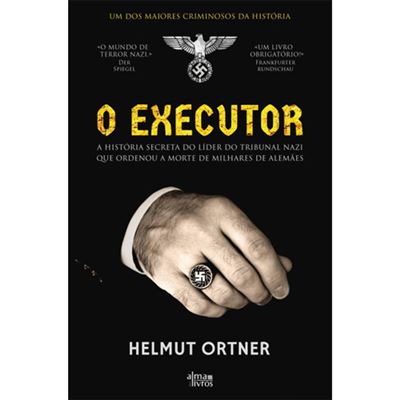 UM DOS MAIORES CRIMINOSOS DA HISTÓRIA
«O MUNDO DE
TERROR NAZI.»
DER
SPIEGEL
«UM LIVRO
OBRIGATÓRIO!»
FRANKFURTER
RUNDSCHAU
O EXECUTOR
A HISTÓRIA SECRETA DO LÍDER DO TRIBUNAL NAZI
QUE ORDENOU A MORTE DE MILHARES DE ALEMÃES
HELMUT ORTNER
alma
livros